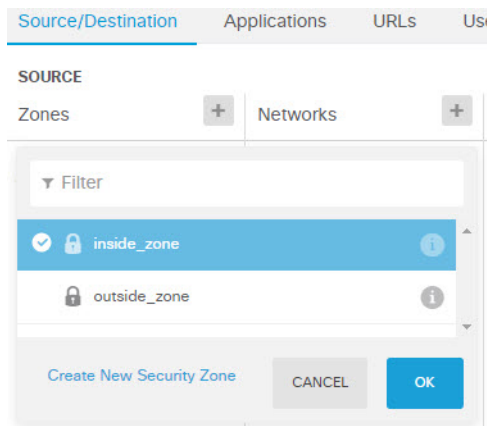 Source/Destination Applications URLs
SOURCE
Zones + Networks +
Filter
inside_zone i
outside_zone i
Create New Security Zone CANCEL OK